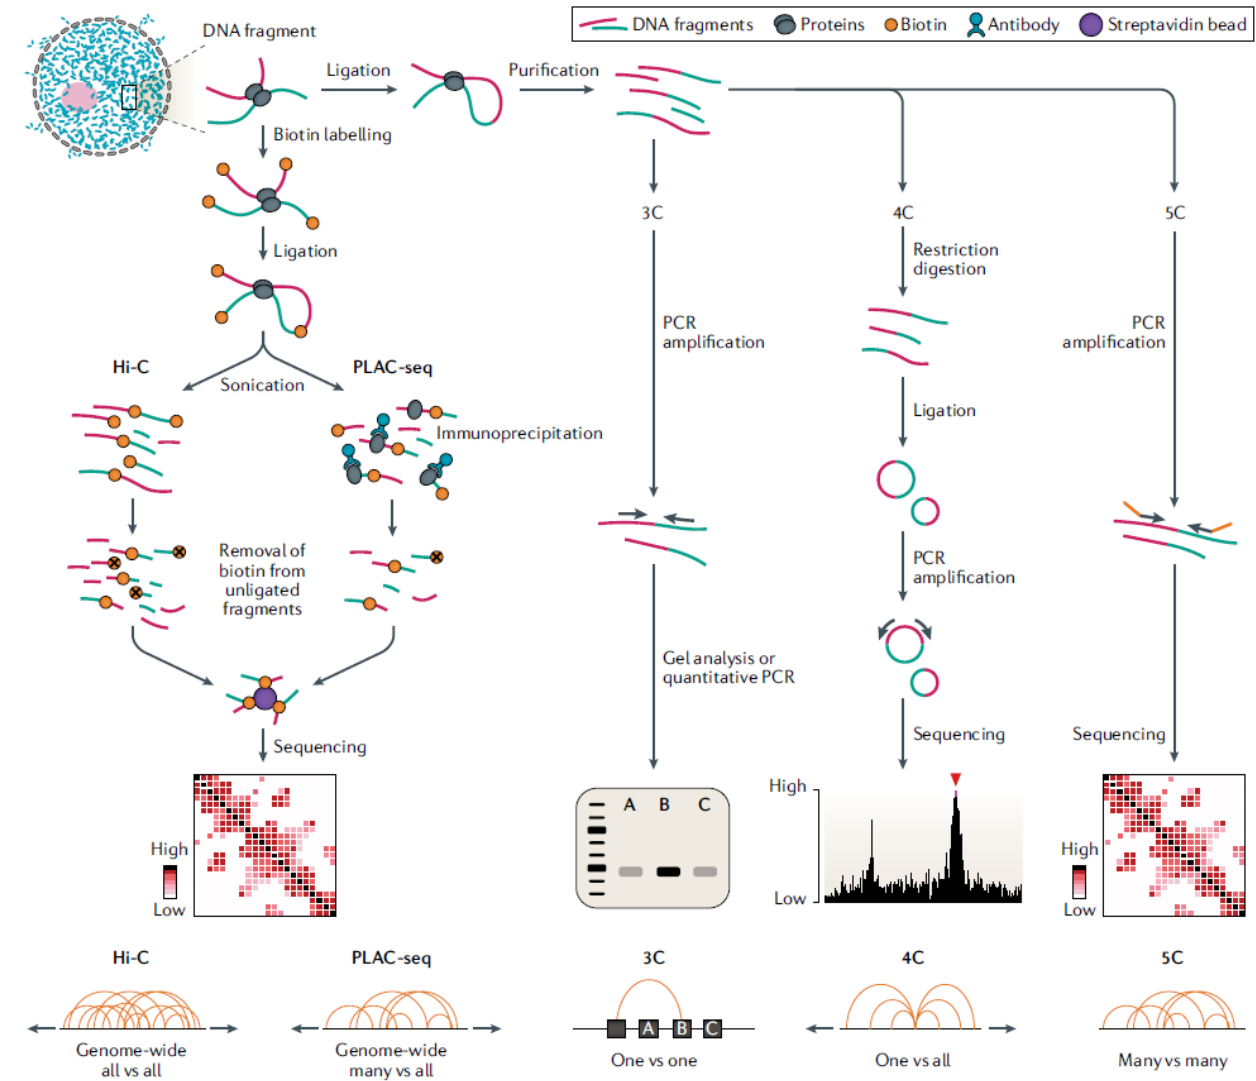 DNA fragments
Proteins
Biotin
Antibody
Streptavidin bead
DNA fragment
Ligation
Purification
Biotin labelling
Ligation
3C
4C
5C
Restriction
digestion
PCR
amplification
PCR
amplification
Hi-C
PLAC-seq
Sonication
Immunoprecipitation
Ligation
Removal of
biotin from
unligated
fragments
PCR
amplification
Gel analysis or
quantitative PCR
Sequencing
Sequencing
Sequencing
High
Low
A B C
High
Low
High
Low
Hi-C
PLAC-seq
3C
4C
5C
A B C
Genome-wide
all vs all
Genome-wide
many vs all
One vs one
One vs all
Many vs many